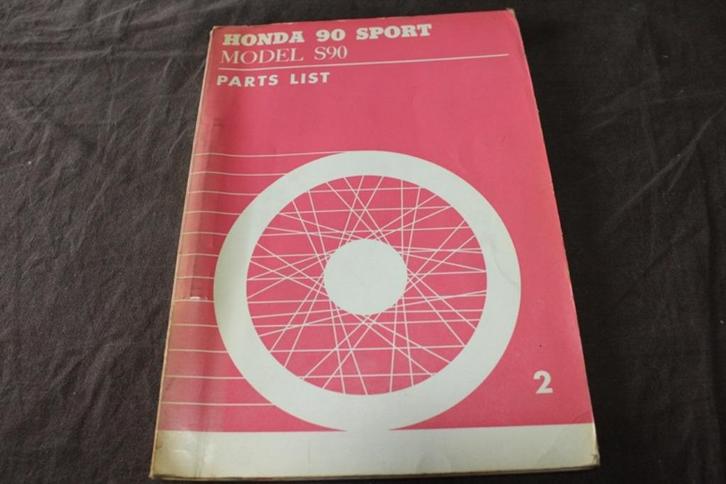 HONDA 90 SPORT
MODEL S90
PARTS LIST
2